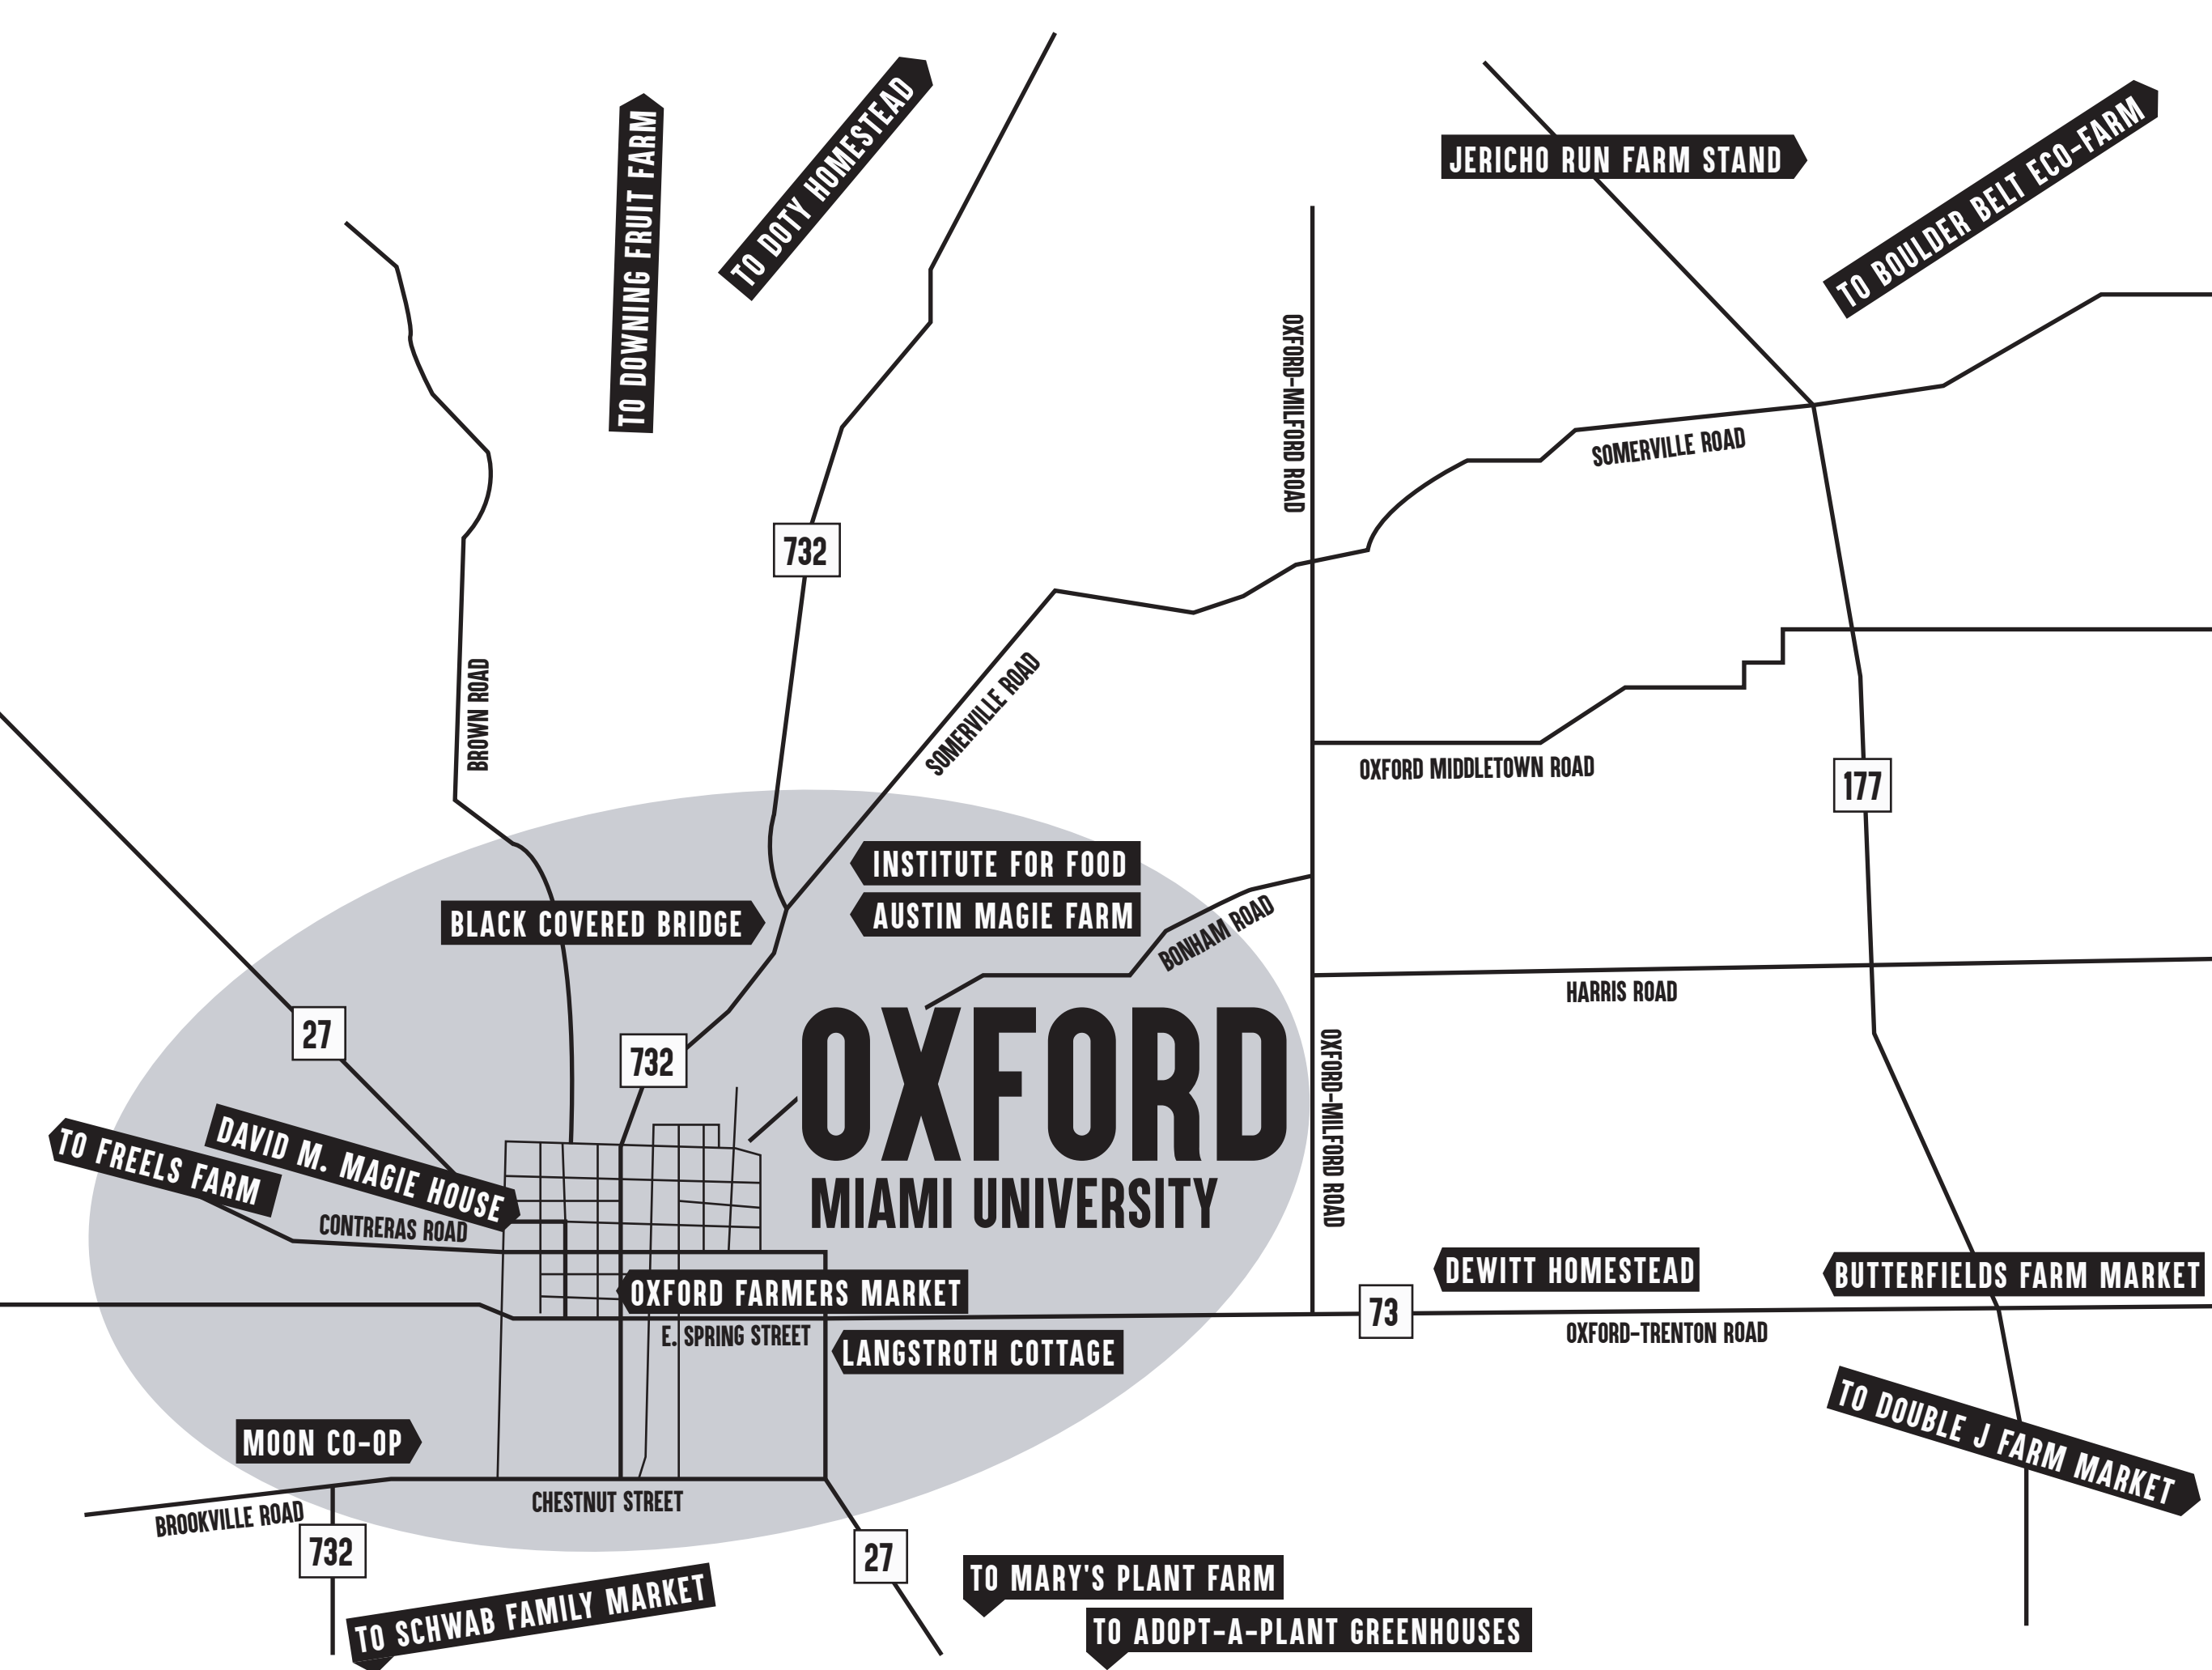 TO DOWNING FRUIT FARM
TO DOTY HOMESTEAD
JERICHO RUN FARM STAND
TO BOULDER BELT ECO-FARM
OXFORD-MILFORD ROAD
SOMERVILLE ROAD
732
BROWN ROAD
SOMERVILLE ROAD
OXFORD MIDDLETOWN ROAD
177
INSTITUTE FOR FOOD
AUSTIN MAGIE FARM
BLACK COVERED BRIDGE
BONHAM ROAD
HARRIS ROAD
27
732
OXFORD
MIAMI UNIVERSITY
OXFORD-MILFORD ROAD
DAVID M. MAGIE HOUSE
TO FREELS FARM
CONTRERAS ROAD
OXFORD FARMERS MARKET
DEWITT HOMESTEAD
BUTTERFIELDS FARM MARKET
73
E. SPRING STREET
OXFORD-TRENTON ROAD
LANGSTROTH COTTAGE
MOON CO-OP
TO DOUBLE J FARM MARKET
CHESTNUT STREET
BROOKVILLE ROAD
732
27
TO MARY'S PLANT FARM
TO SCHWAB FAMILY MARKET
TO ADOPT-A-PLANT GREENHOUSES